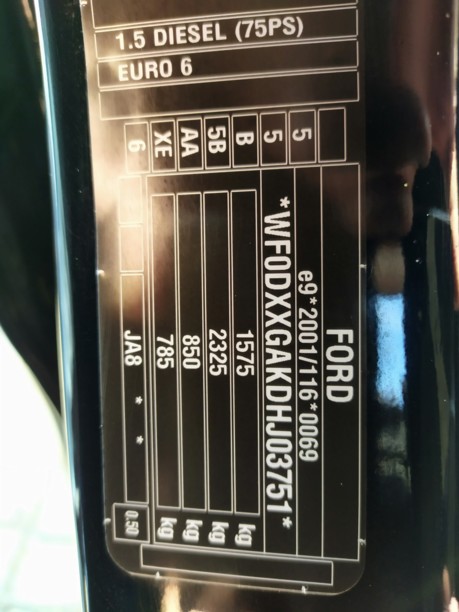 FORD
e9*2001/116*0069
*WF0DXXGAKDHJ03751*
1575 kg
2325 kg
850 kg
785 kg
JA8 * * 0.50
5
5
B
5B
AA
XE
6
1.5 DIESEL (75PS)
EURO 6